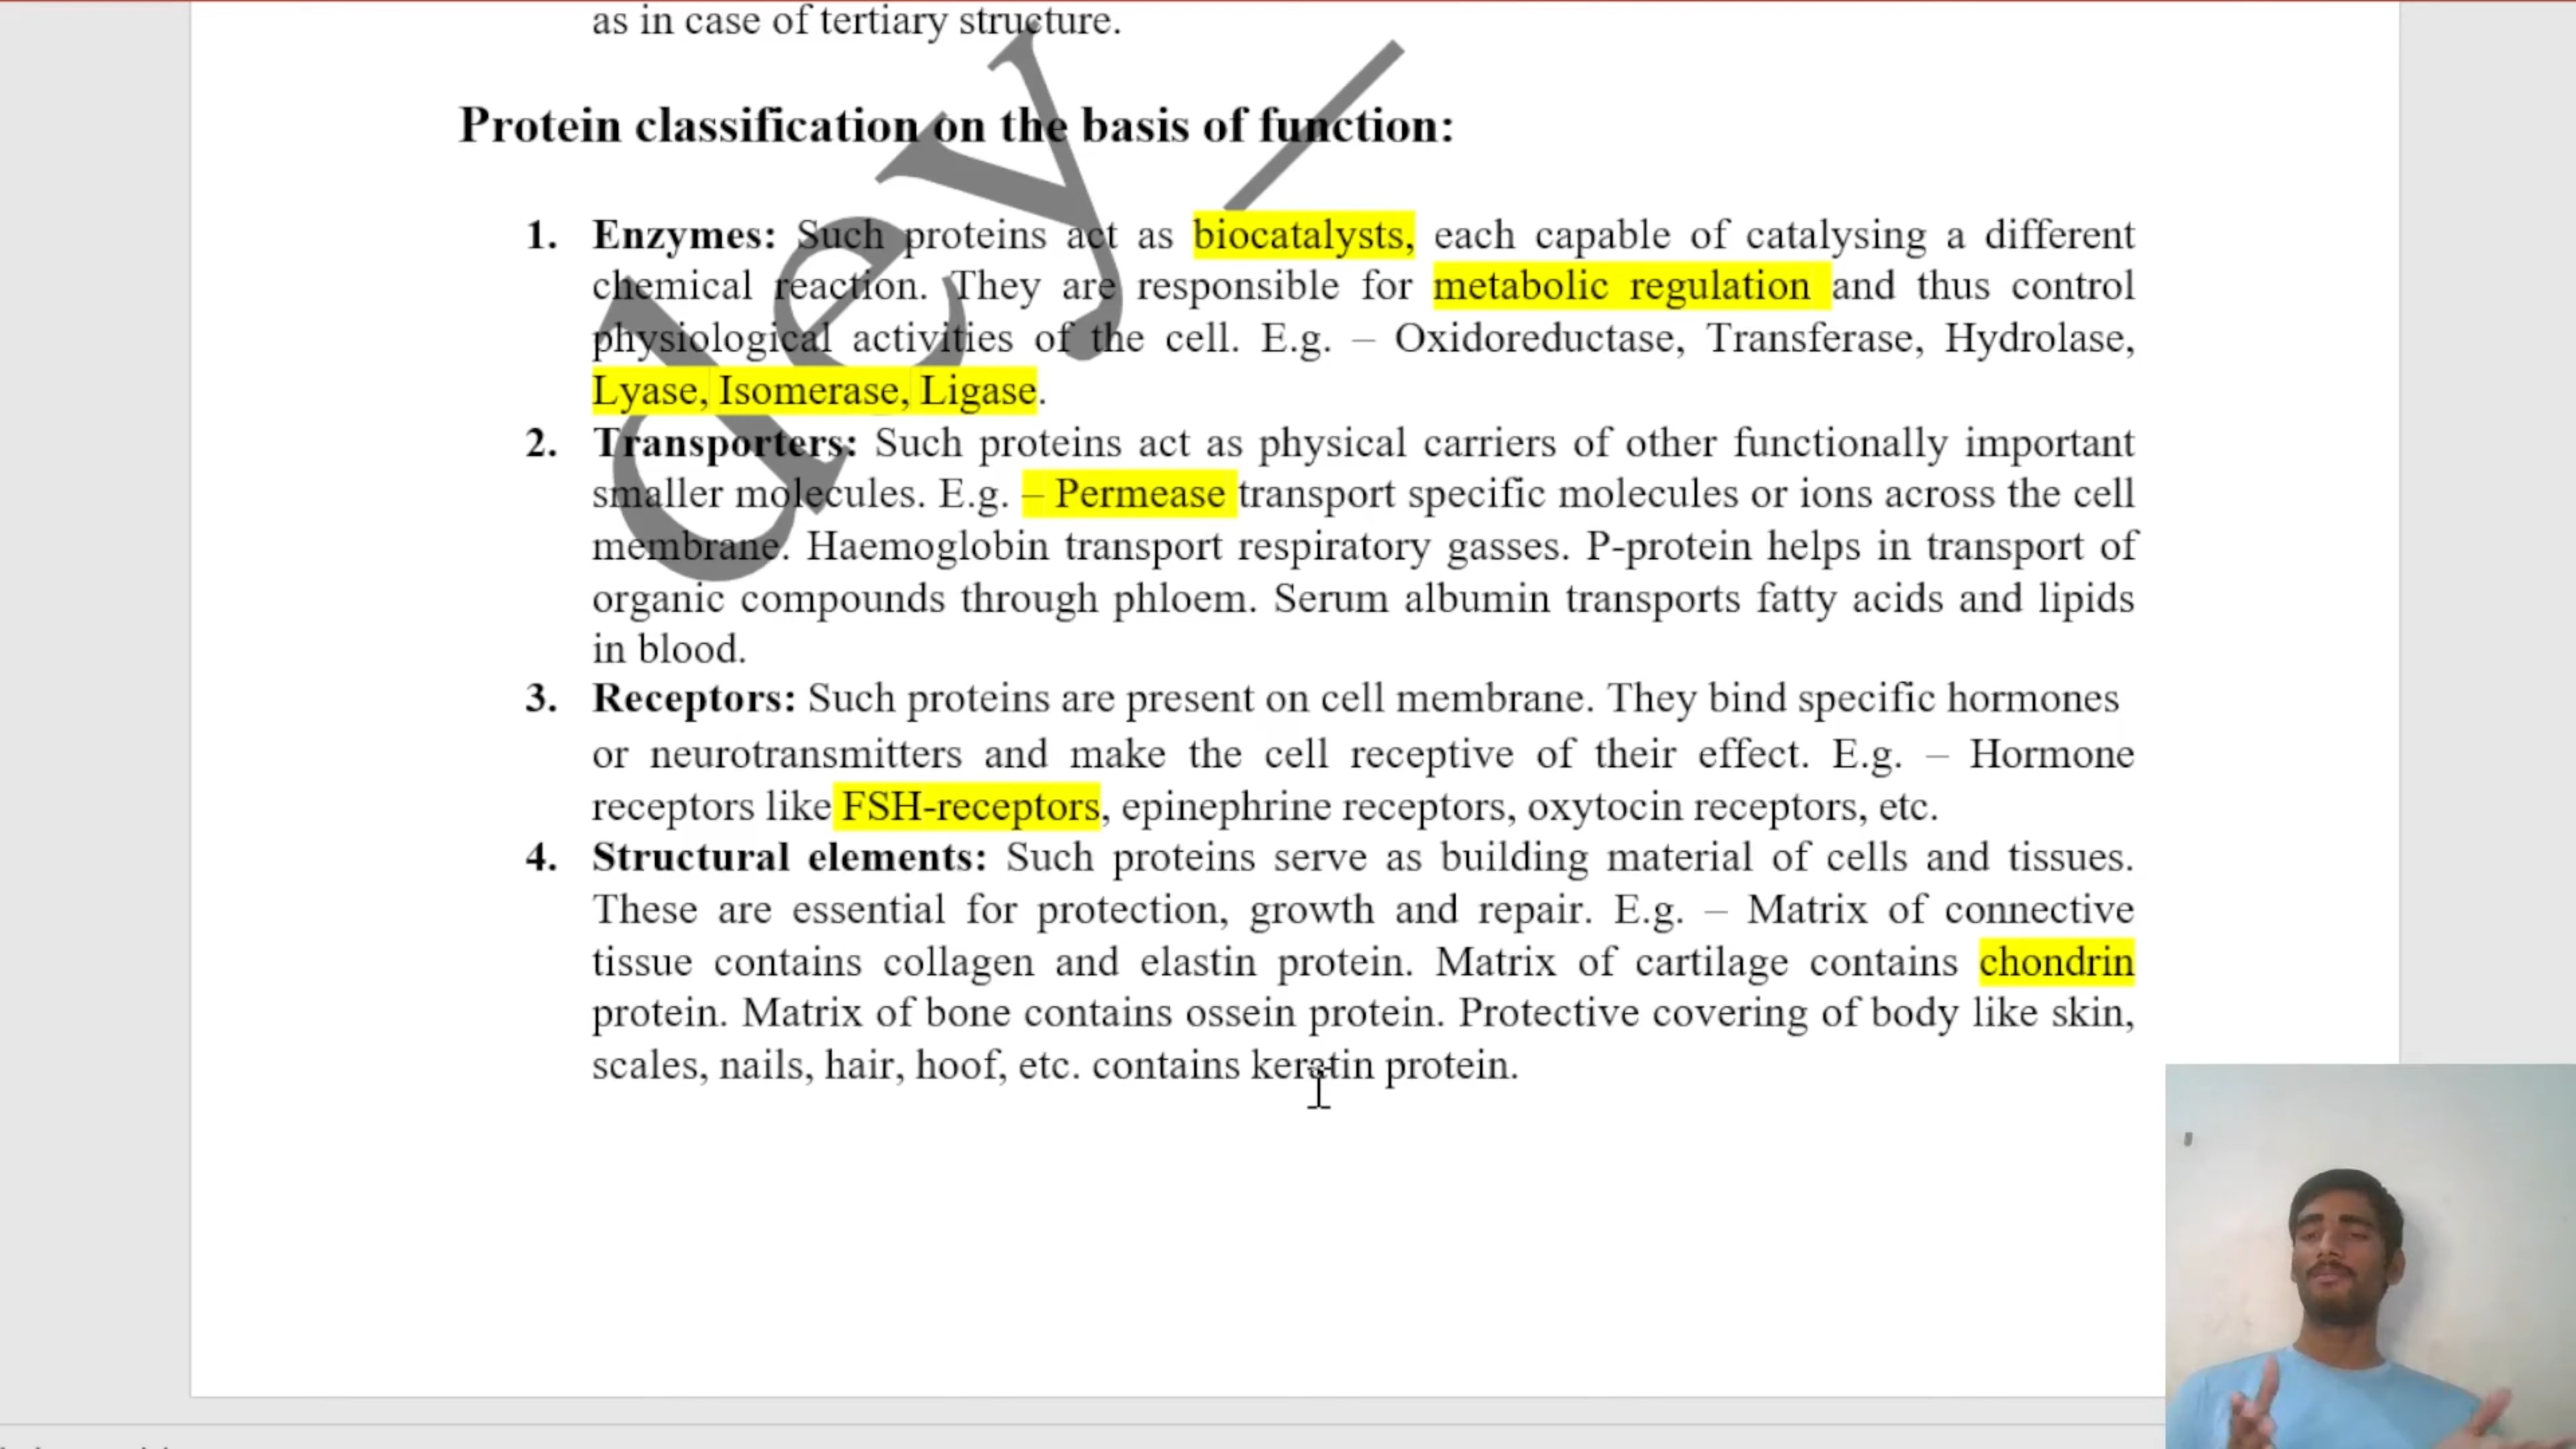 as in case of tertiary structure.
Protein classification on the basis of function:
1. Enzymes: Such proteins act as biocatalysts, each capable of catalysing a different
chemical reaction. They are responsible for metabolic regulation and thus control
physiological activities of the cell. E.g. – Oxidoreductase, Transferase, Hydrolase,
Lyase, Isomerase, Ligase.
2. Transporters: Such proteins act as physical carriers of other functionally important
smaller molecules. E.g. – Permease transport specific molecules or ions across the cell
membrane. Haemoglobin transport respiratory gasses. P-protein helps in transport of
organic compounds through phloem. Serum albumin transports fatty acids and lipids
in blood.
3. Receptors: Such proteins are present on cell membrane. They bind specific hormones
or neurotransmitters and make the cell receptive of their effect. E.g. – Hormone
receptors like FSH-receptors, epinephrine receptors, oxytocin receptors, etc.
4. Structural elements: Such proteins serve as building material of cells and tissues.
These are essential for protection, growth and repair. E.g. – Matrix of connective
tissue contains collagen and elastin protein. Matrix of cartilage contains chondrin
protein. Matrix of bone contains ossein protein. Protective covering of body like skin,
scales, nails, hair, hoof, etc. contains keratin protein.
dey_